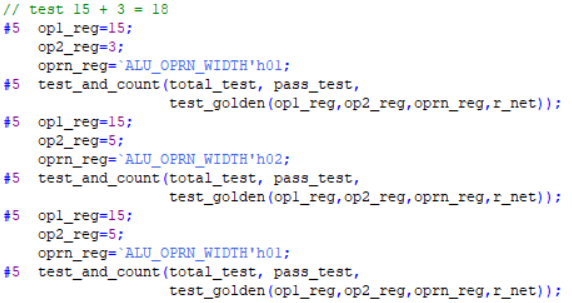 // test 15 + 3 = 18
#5  op1_reg=15;
    op2_reg=3;
    oprn_reg=`ALU_OPRN_WIDTH'h01;
#5  test_and_count(total_test, pass_test,
                   test_golden(op1_reg,op2_reg,oprn_reg,r_net));
#5  op1_reg=15;
    op2_reg=5;
    oprn_reg=`ALU_OPRN_WIDTH'h02;
#5  test_and_count(total_test, pass_test,
                   test_golden(op1_reg,op2_reg,oprn_reg,r_net));
#5  op1_reg=15;
    op2_reg=5;
    oprn_reg=`ALU_OPRN_WIDTH'h01;
#5  test_and_count(total_test, pass_test,
                   test_golden(op1_reg,op2_reg,oprn_reg,r_net));